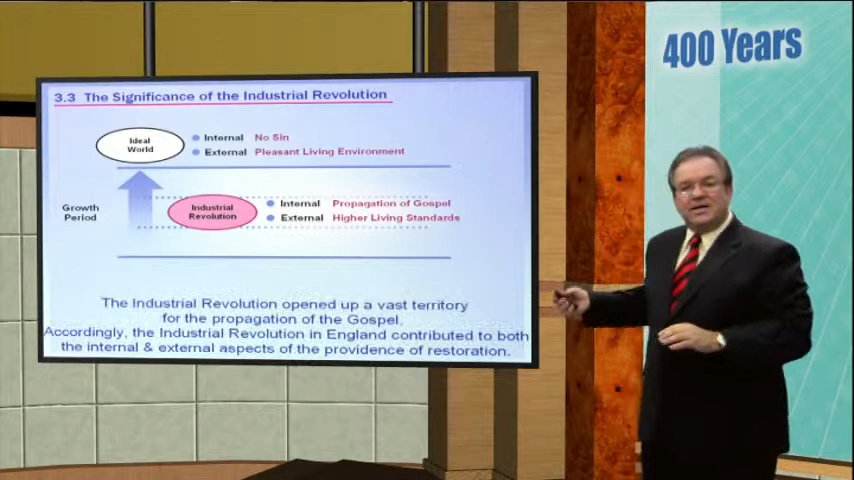 400 Years
3.3 The Significance of the Industrial Revolution
Ideal
World
Internal No Sin
External Pleasant Living Environment
Growth
Period
Industrial
Revolution
Internal Propagation of Gospel
External Higher Living Standards
The Industrial Revolution opened up a vast territory
for the propagation of the Gospel.
Accordingly, the Industrial Revolution in England contributed to both
the internal & external aspects of the providence of restoration.